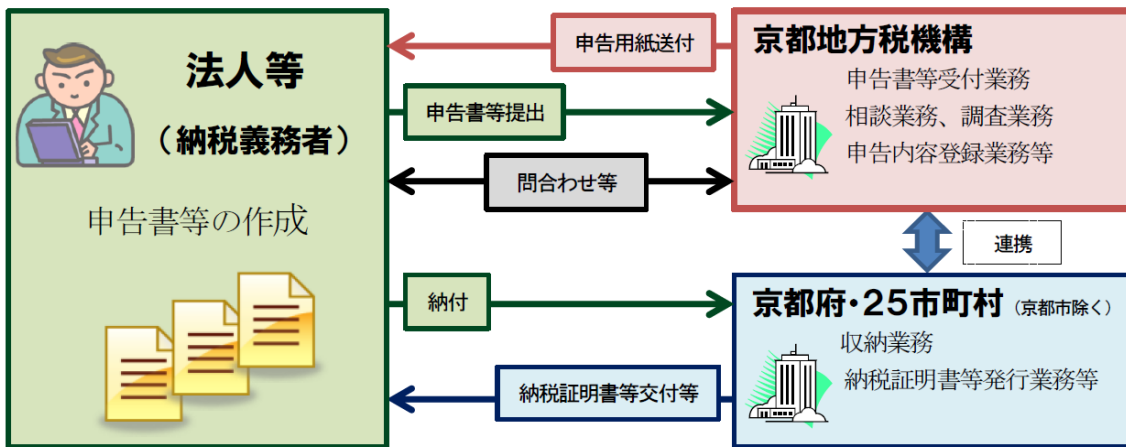 法人等
（納税義務者）
申告書等の作成
申告用紙送付
申告書等提出
問合わせ等
納付
納税証明書等交付等
京都地方税機構
申告書等受付業務
相談業務、調査業務
申告内容登録業務等
連携
京都府・２５市町村（京都市除く）
収納業務
納税証明書等発行業務等